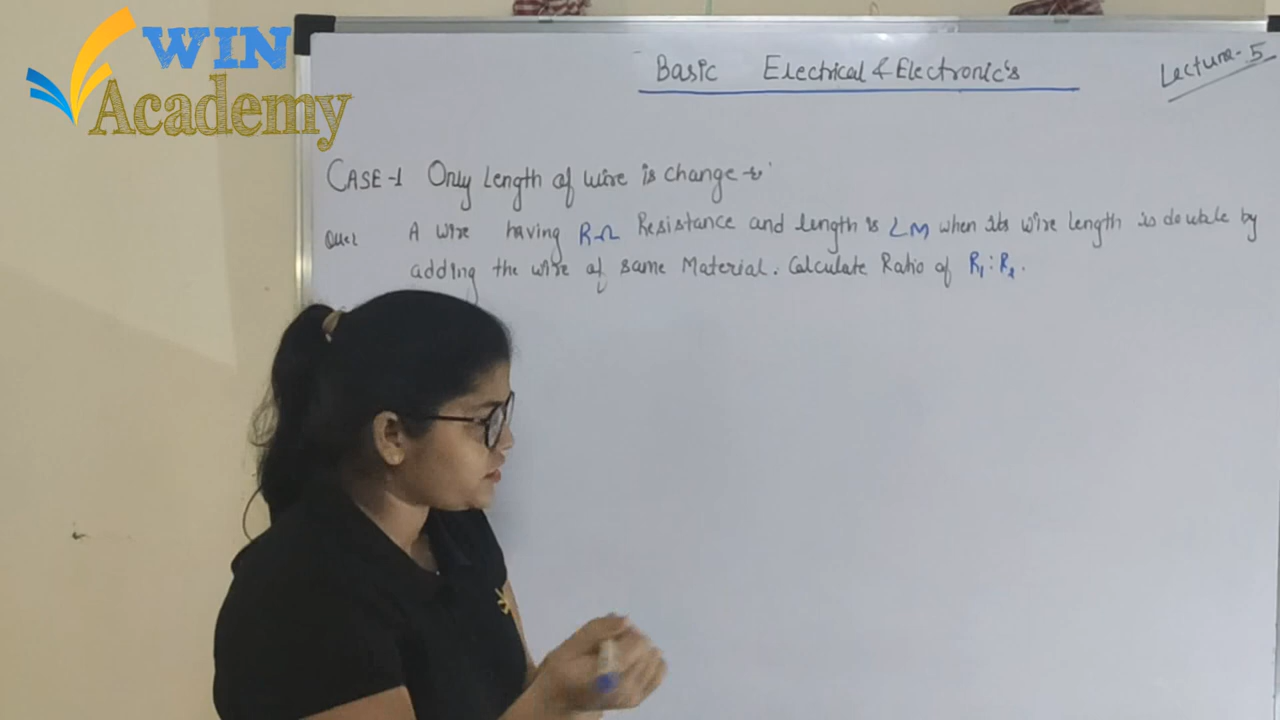 WIN
Academy
Basic Electrical & Electronic's
Lecture-5
CASE-1 Only Length of wire is change
Que: A wire having RΩ Resistance and length is LM when its wire length is double by
adding the wire of same Material. Calculate Ratio of R₁:R₂.